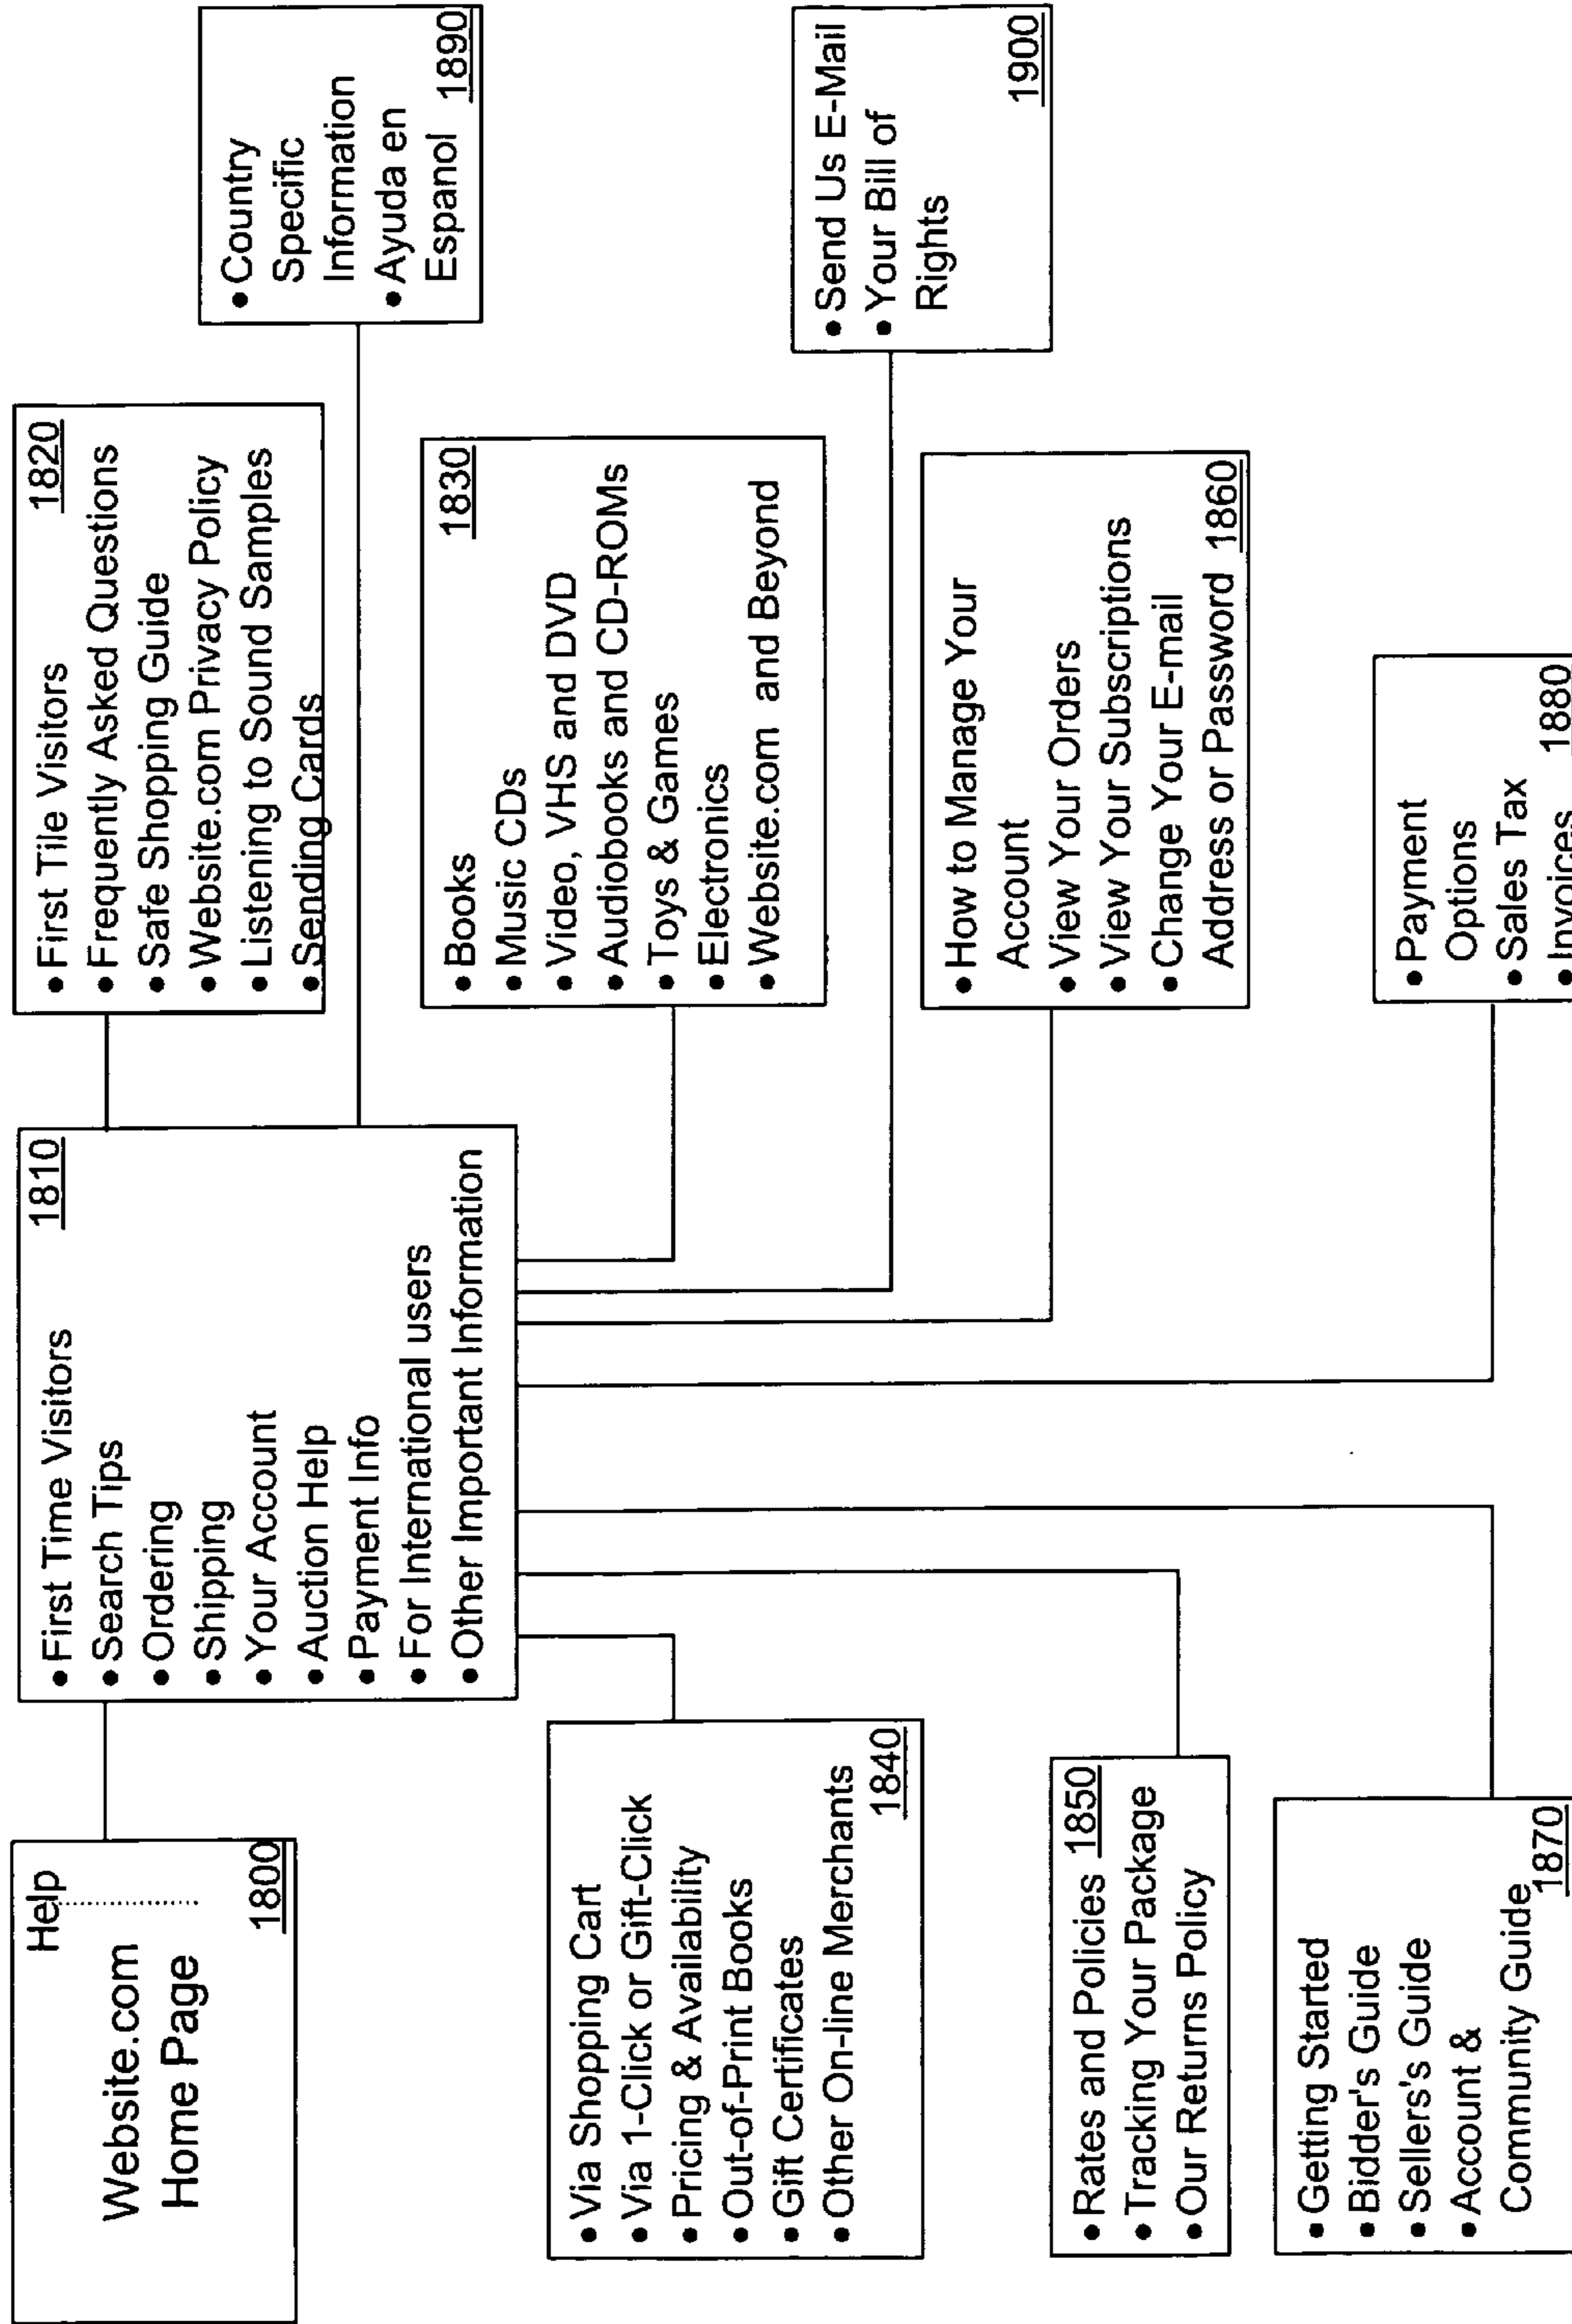 Help
Website.com
Home Page
1800
• First Time Visitors
1810
• Search Tips
• Ordering
• Shipping
• Your Account
• Auction Help
• Payment Info
• For International users
• Other Important Information
• First Tile Visitors
1820
• Frequently Asked Questions
• Safe Shopping Guide
• Website.com Privacy Policy
• Listening to Sound Samples
• Sending Cards
• Country
Specific
Information
• Ayuda en
Espanol 1890
• Books
1830
• Music CDs
• Video, VHS and DVD
• Audiobooks and CD-ROMs
• Toys & Games
• Electronics
• Website.com and Beyond
• Send Us E-Mail
• Your Bill of
Rights
1900
• Via Shopping Cart
• Via 1-Click or Gift-Click
• Pricing & Availability
• Out-of-Print Books
• Gift Certificates
• Other On-line Merchants
1840
• How to Manage Your
Account
• View Your Orders
• View Your Subscriptions
• Change Your E-mail
Address or Password 1860
• Rates and Policies 1850
• Tracking Your Package
• Our Returns Policy
• Getting Started
• Bidder's Guide
• Sellers's Guide
• Account &
Community Guide
1870
• Payment
Options
• Sales Tax
• Invoices 1880